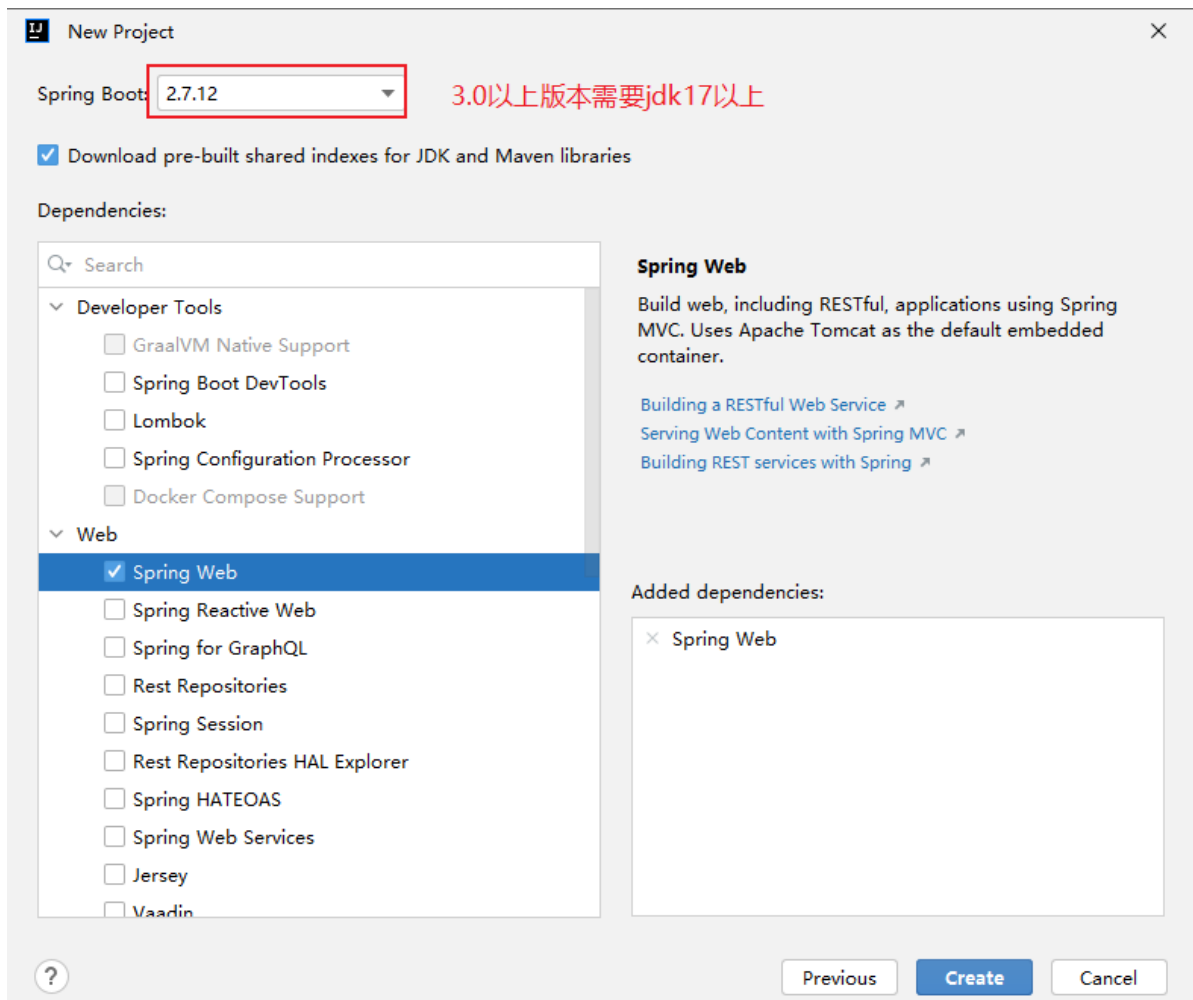 New Project
Spring Boot: 2.7.12 3.0以上版本需要jdk17以上
Download pre-built shared indexes for JDK and Maven libraries
Dependencies:
Search
Developer Tools
GraalVM Native Support
Spring Boot DevTools
Lombok
Spring Configuration Processor
Docker Compose Support
Web
Spring Web
Spring Reactive Web
Spring for GraphQL
Rest Repositories
Spring Session
Rest Repositories HAL Explorer
Spring HATEOAS
Spring Web Services
Jersey
Vaadin
Spring Web
Build web, including RESTful, applications using Spring
MVC. Uses Apache Tomcat as the default embedded
container.
Building a RESTful Web Service
Serving Web Content with Spring MVC
Building REST services with Spring
Added dependencies:
Spring Web
? Previous Create Cancel